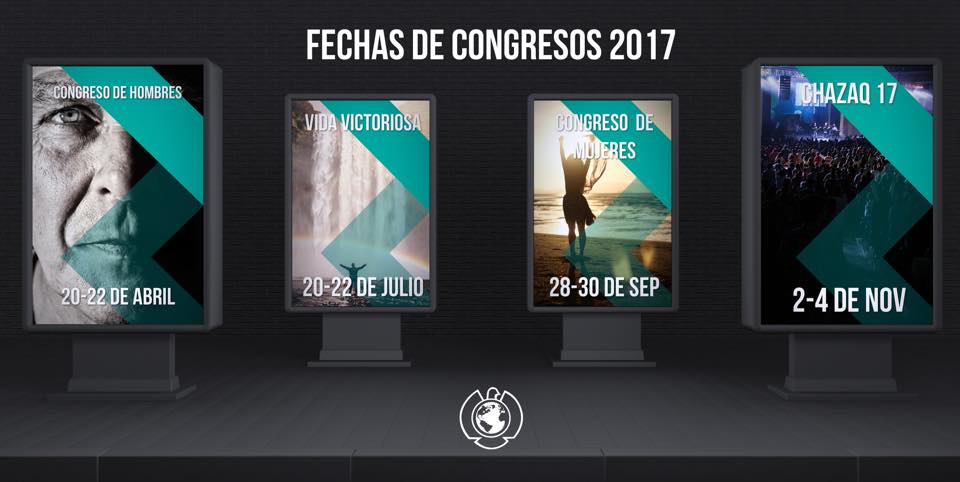 FECHAS DE CONGRESOS 2017
CONGRESO DE HOMBRES
20-22 DE ABRIL
VIDA VICTORIOSA
20-22 DE JULIO
CONGRESO DE
MUJERES
28-30 DE SEP
CHAZAQ 17
2-4 DE NOV